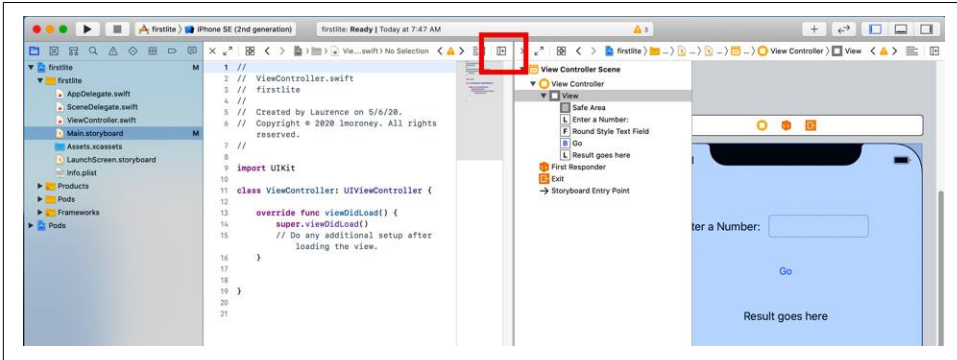 firstlite iPhone SE (2nd generation) firstlite: Ready | Today at 7:47 AM 3
Vie....swift No Selection firstlite View Controller View
firstlite M
firstlite
AppDelegate.swift
SceneDelegate.swift
ViewController.swift
Main.storyboard M
Assets.xcassets
LaunchScreen.storyboard
Info.plist
Products
Pods
Frameworks
Pods
1 //
2 // ViewController.swift
3 // firstlite
4 //
5 // Created by Laurence on 5/6/20.
6 // Copyright © 2020 lmoroney. All rights
reserved.
7 //
8
9 import UIKit
10
11 class ViewController: UIViewController {
12
13 override func viewDidLoad() {
14 super.viewDidLoad()
15 // Do any additional setup after
loading the view.
16 }
17
18
19 }
20
21
View Controller Scene
View Controller
View
Safe Area
L Enter a Number:
F Round Style Text Field
B Go
L Result goes here
First Responder
Exit
Storyboard Entry Point
ter a Number:
Go
Result goes here